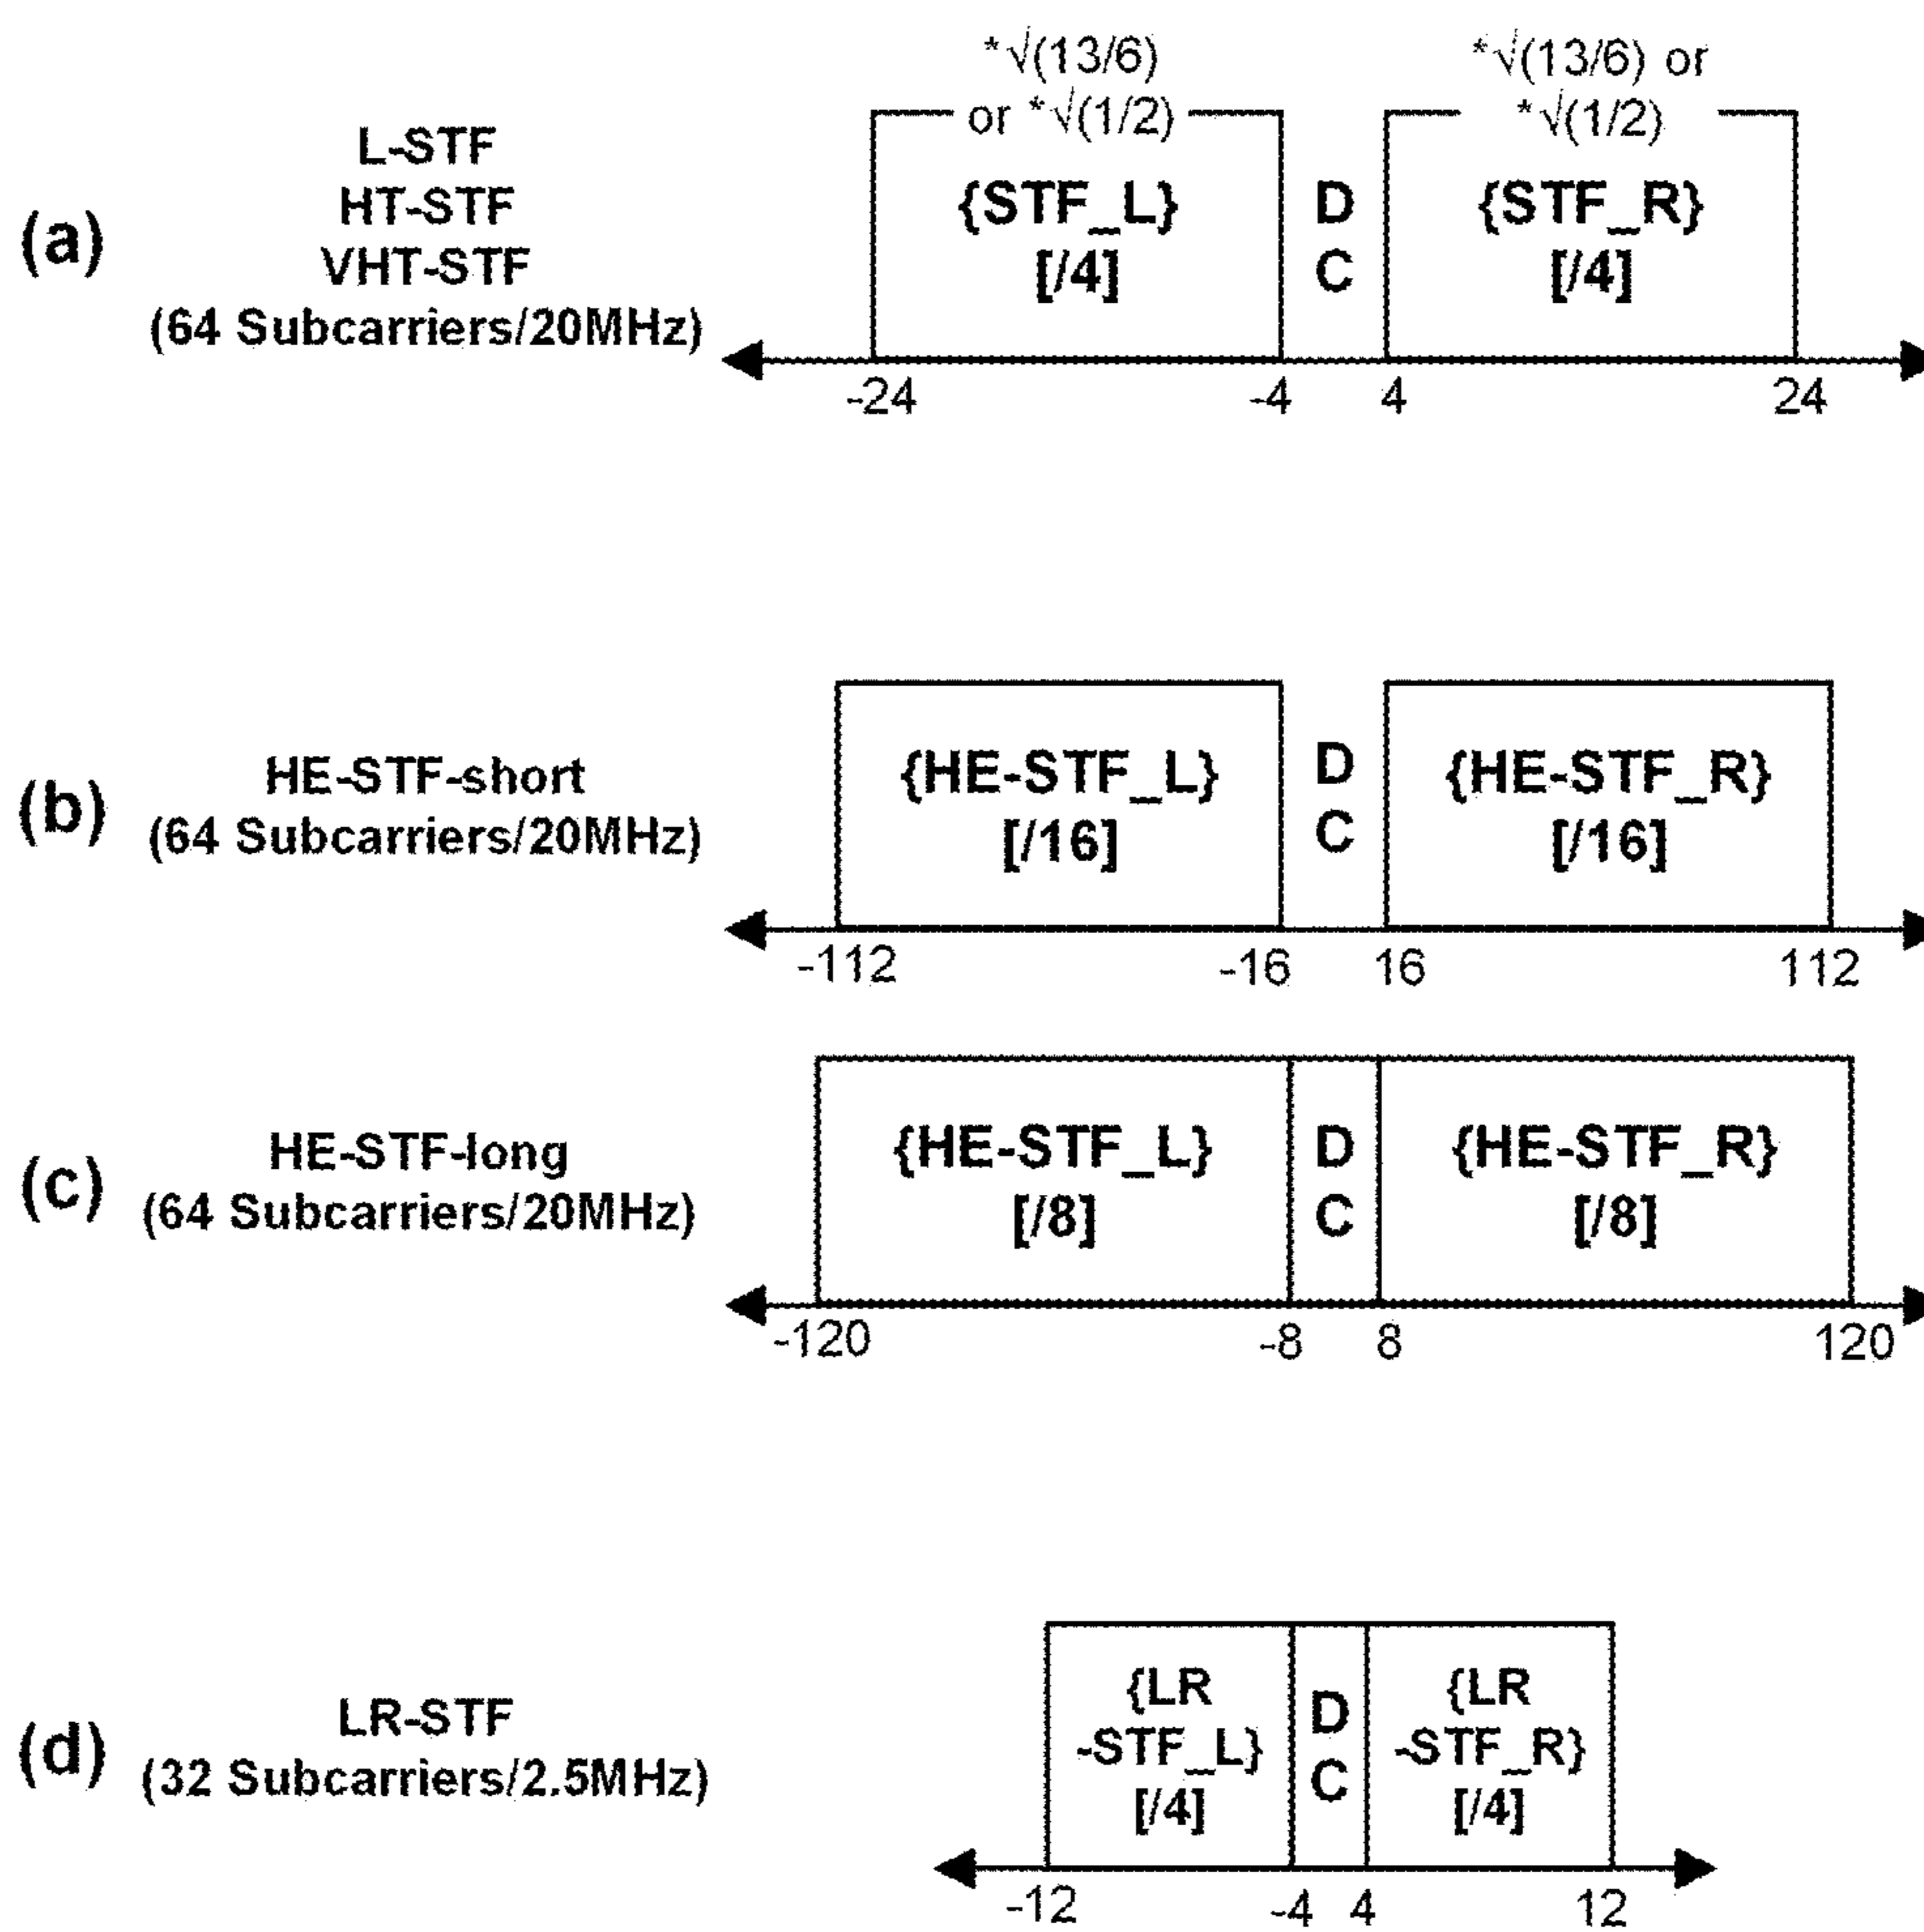 *√(13/6)
or *√(1/2)
*√(13/6) or
*√(1/2)
(a)
L-STF
HT-STF
VHT-STF
(64 Subcarriers/20MHz)
{STF_L}
[/4]
D
C
{STF_R}
[/4]
-24
-4
4
24
(b)
HE-STF-short
(64 Subcarriers/20MHz)
{HE-STF_L}
[/16]
D
C
{HE-STF_R}
[/16]
-112
-16
16
112
(c)
HE-STF-long
(64 Subcarriers/20MHz)
{HE-STF_L}
[/8]
D
C
{HE-STF_R}
[/8]
-120
-8
8
120
(d)
LR-STF
(32 Subcarriers/2.5MHz)
{LR
-STF_L}
[/4]
D
C
{LR
-STF_R}
[/4]
-12
-4
4
12